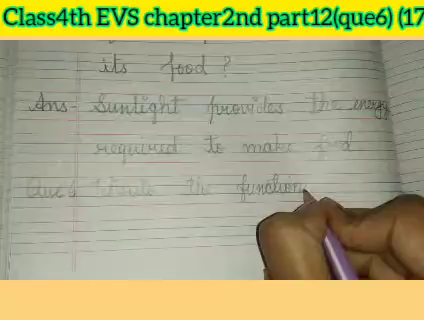 Class4th EVS chapter2nd part12(que6) (17
its food ?
Ans - Sunlight provides the energy
required to make food
Que 6 Write the function